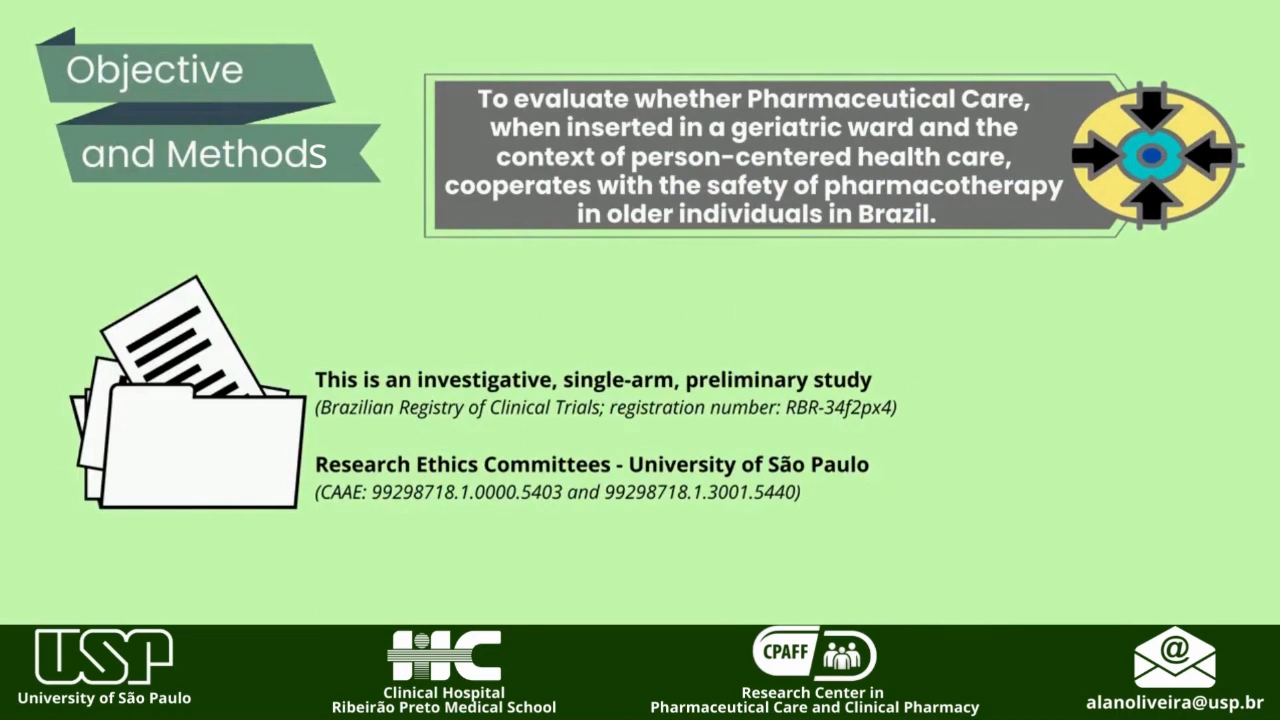 Objective
and Methods
To evaluate whether Pharmaceutical Care,
when inserted in a geriatric ward and the
context of person-centered health care,
cooperates with the safety of pharmacotherapy
in older individuals in Brazil.
This is an investigative, single-arm, preliminary study
(Brazilian Registry of Clinical Trials; registration number: RBR-34f2px4)
Research Ethics Committees - University of São Paulo
(CAAE: 99298718.1.0000.5403 and 99298718.1.3001.5440)
USP
University of São Paulo
HC
Clinical Hospital
Ribeirão Preto Medical School
CPAFF
Research Center in
Pharmaceutical Care and Clinical Pharmacy
@
alanoliveira@usp.br